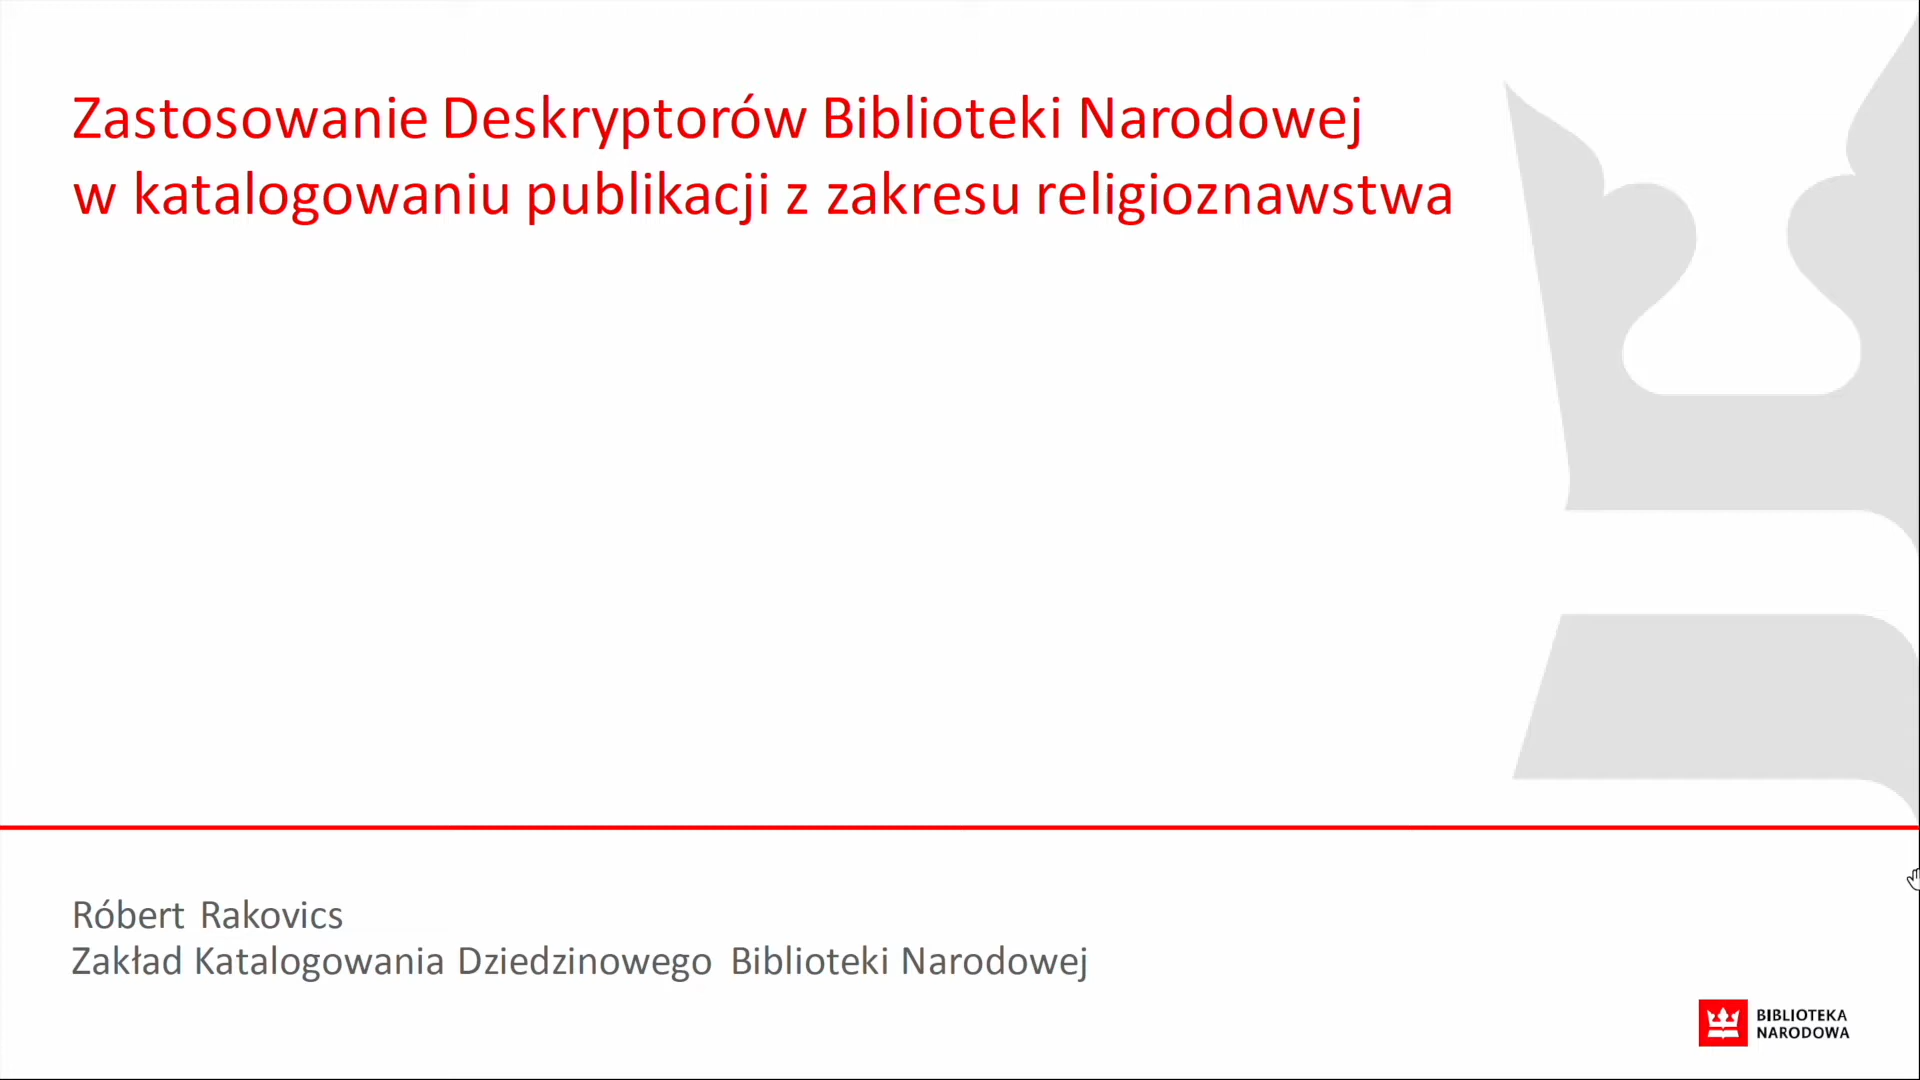 Zastosowanie Deskryptorów Biblioteki Narodowej
w katalogowaniu publikacji z zakresu religioznawstwa
Róbert Rakovics
Zakład Katalogowania Dziedzinowego Biblioteki Narodowej
BIBLIOTEKA
NARODOWA